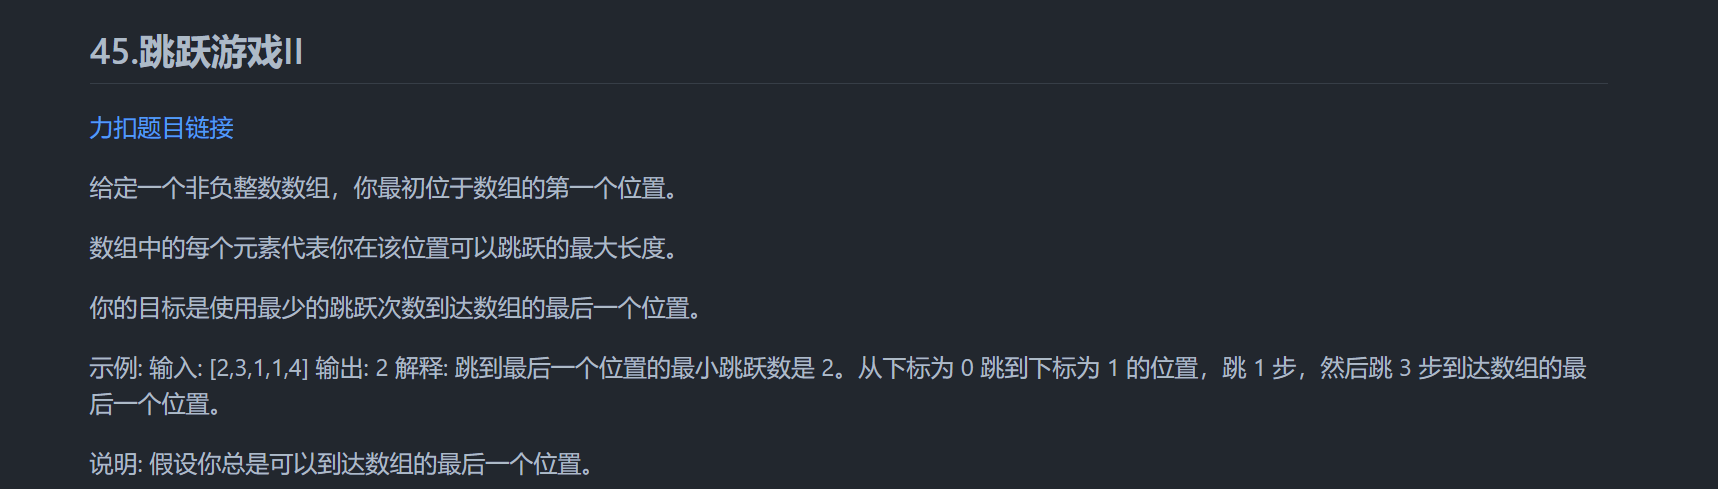 45.跳跃游戏II
力扣题目链接
给定一个非负整数数组，你最初位于数组的第一个位置。
数组中的每个元素代表你在该位置可以跳跃的最大长度。
你的目标是使用最少的跳跃次数到达数组的最后一个位置。
示例: 输入: [2,3,1,1,4] 输出: 2 解释: 跳到最后一个位置的最小跳跃数是 2。从下标为 0 跳到下标为 1 的位置，跳 1 步，然后跳 3 步到达数组的最
后一个位置。
说明: 假设你总是可以到达数组的最后一个位置。